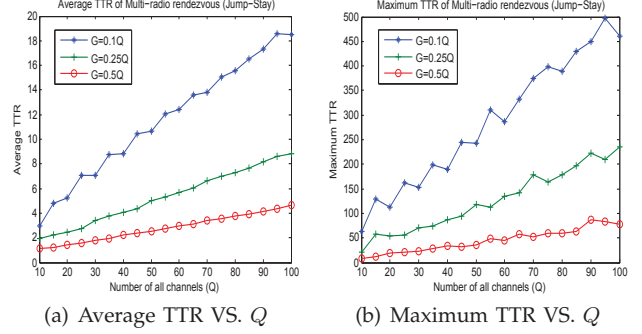 Average TTR of Multi-radio rendezvous (Jump-Stay)
20
18
16
14
12
10
8
6
4
2
0
Average TTR
G=0.1Q
G=0.25Q
G=0.5Q
10 20 30 40 50 60 70 80 90 100
Number of all channels (Q)
(a) Average TTR VS. Q
Maximum TTR of Multi-radio rendezvous (Jump-Stay)
500
450
400
350
300
250
200
150
100
50
0
Maximum TTR
G=0.1Q
G=0.25Q
G=0.5Q
10 20 30 40 50 60 70 80 90 100
Number of all channels (Q)
(b) Maximum TTR VS. Q